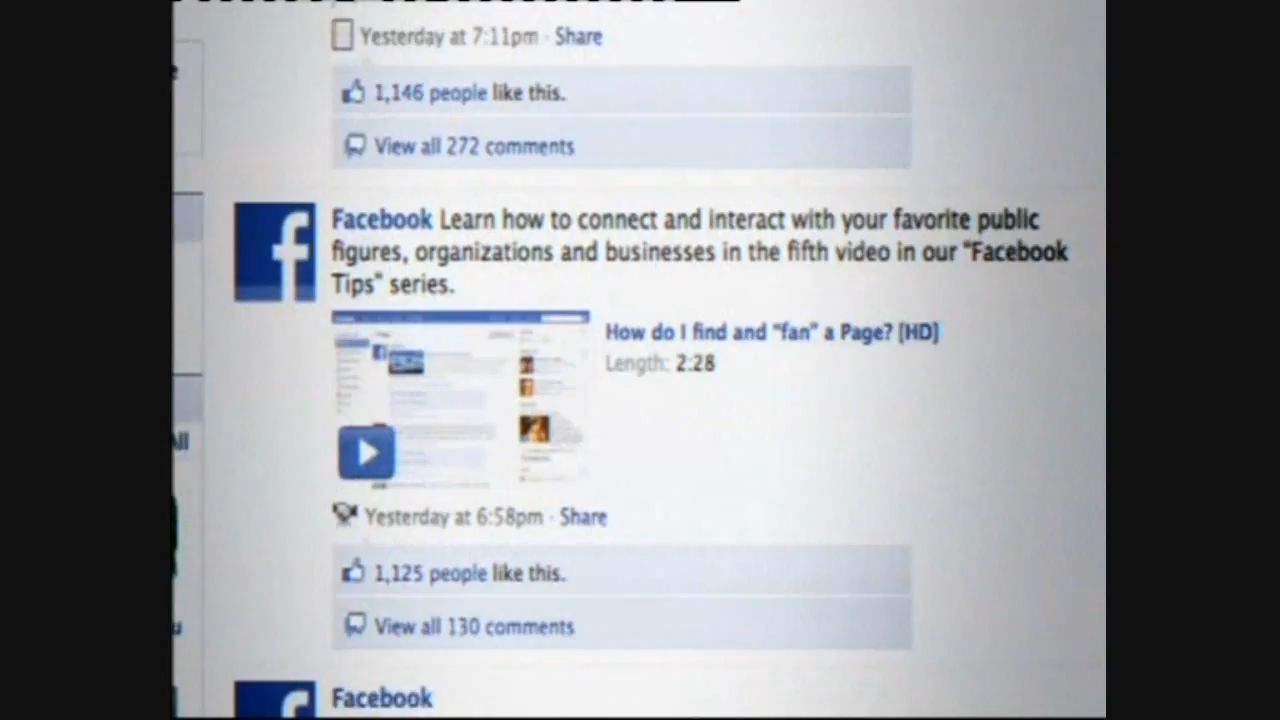 Yesterday at 7:11pm · Share
1,146 people like this.
View all 272 comments
Facebook Learn how to connect and interact with your favorite public
figures, organizations and businesses in the fifth video in our "Facebook
Tips" series.
How do I find and "fan" a Page? [HD]
Length: 2:28
All
Yesterday at 6:58pm · Share
1,125 people like this.
View all 130 comments
Facebook